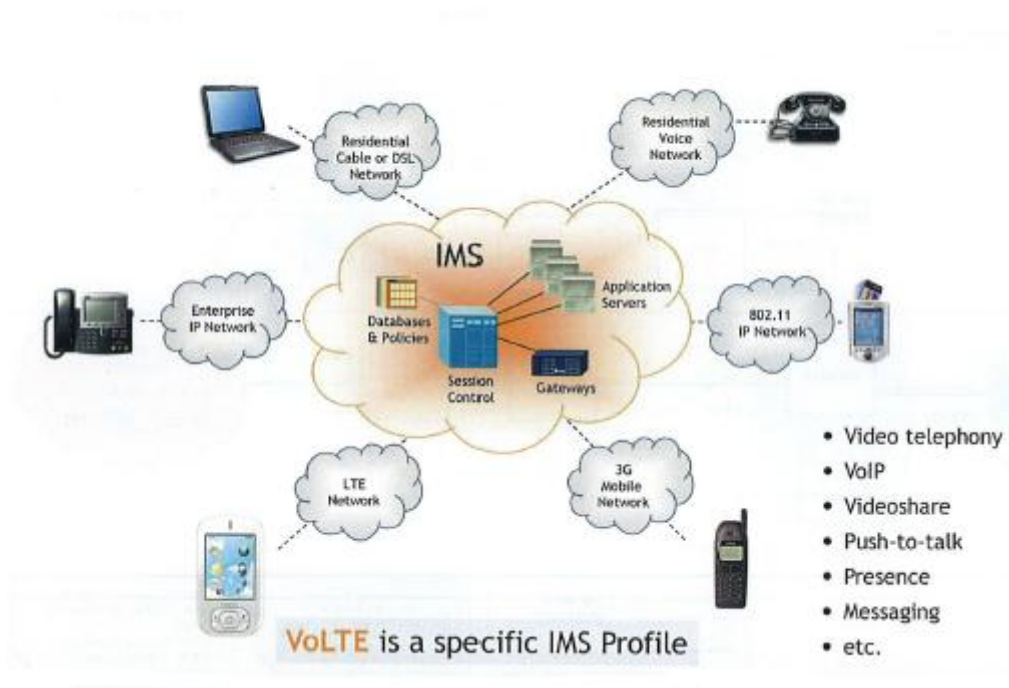 Residential
Cable or DSL
Network
Residential
Voice
Network
IMS
Databases
& Policies
Application
Servers
Session
Control
Gateways
Enterprise
IP Network
802.11
IP Network
LTE
Network
3G
Mobile
Network
• Video telephony
• VoIP
• Videoshare
• Push-to-talk
• Presence
• Messaging
• etc.
VoLTE is a specific IMS Profile